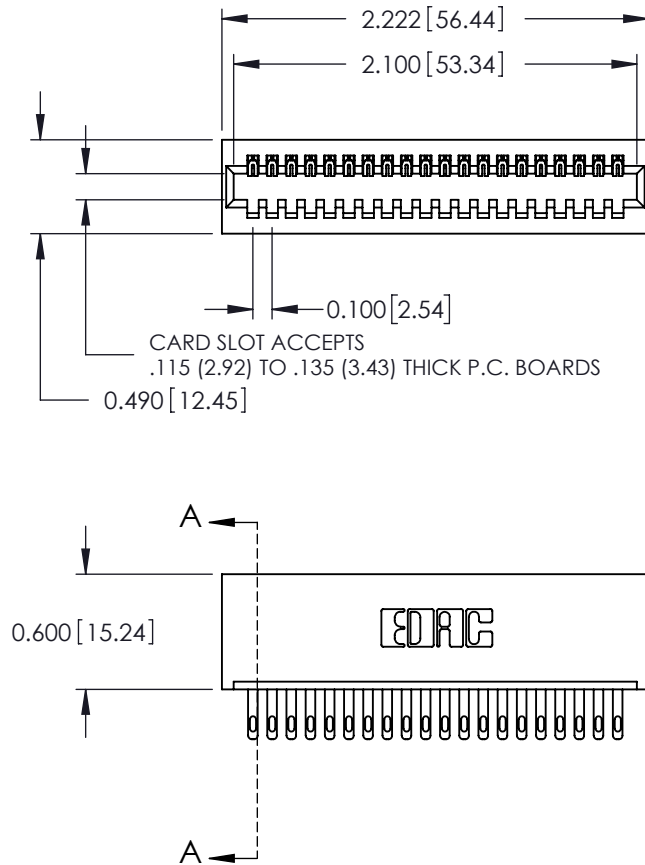 2.222 [56.44]
2.100 [53.34]
0.100 [2.54]
CARD SLOT ACCEPTS
.115 (2.92) TO .135 (3.43) THICK P.C. BOARDS
0.490 [12.45]
A
0.600 [15.24]
EDAC
A